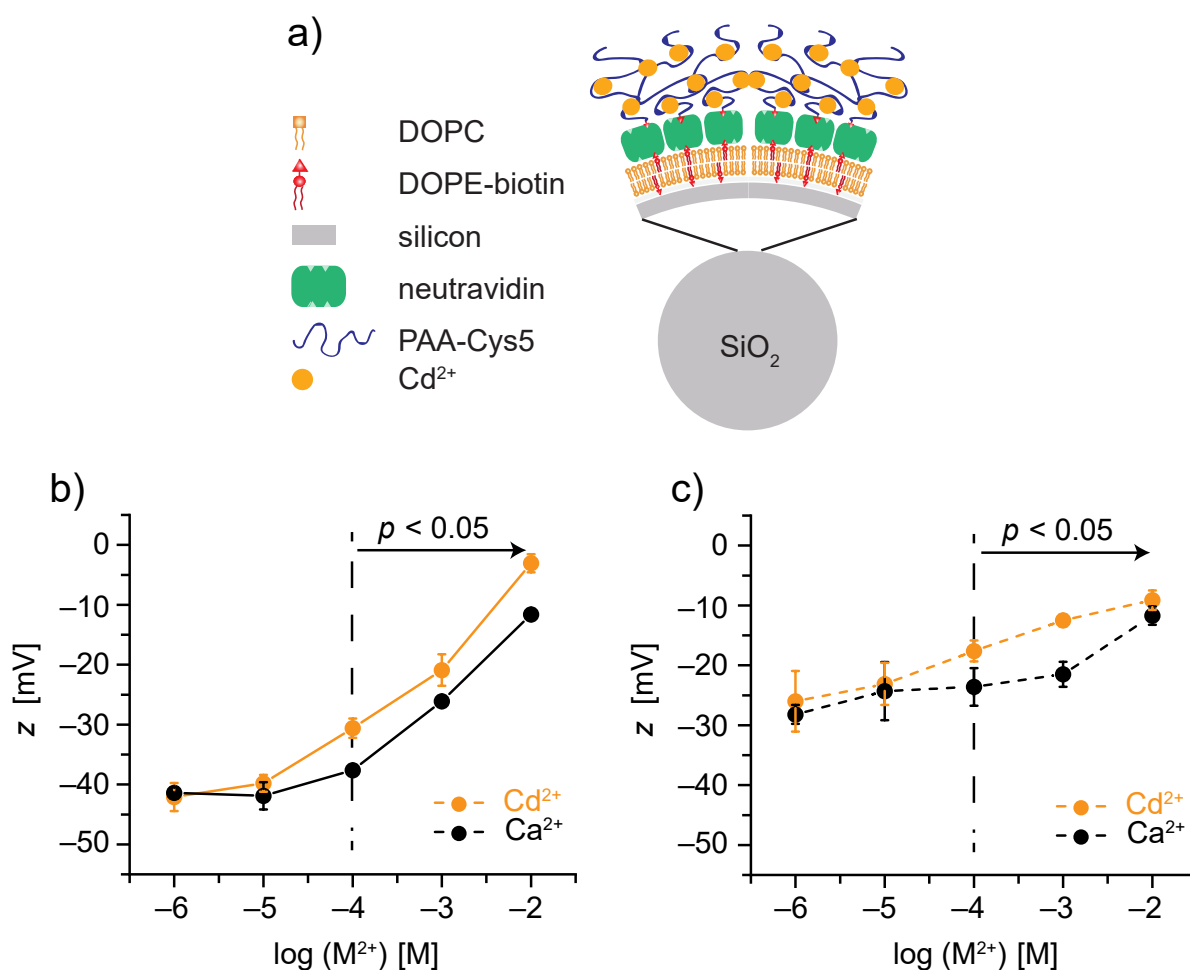 a)
DOPC
DOPE-biotin
silicon
neutravidin
PAA-Cys5
Cd²⁺
SiO₂
b)
p < 0.05
0
–10
–20
–30
–40
–50
z [mV]
Cd²⁺
Ca²⁺
–6 –5 –4 –3 –2
log (M²⁺) [M]
c)
p < 0.05
0
–10
–20
–30
–40
–50
z [mV]
Cd²⁺
Ca²⁺
–6 –5 –4 –3 –2
log (M²⁺) [M]